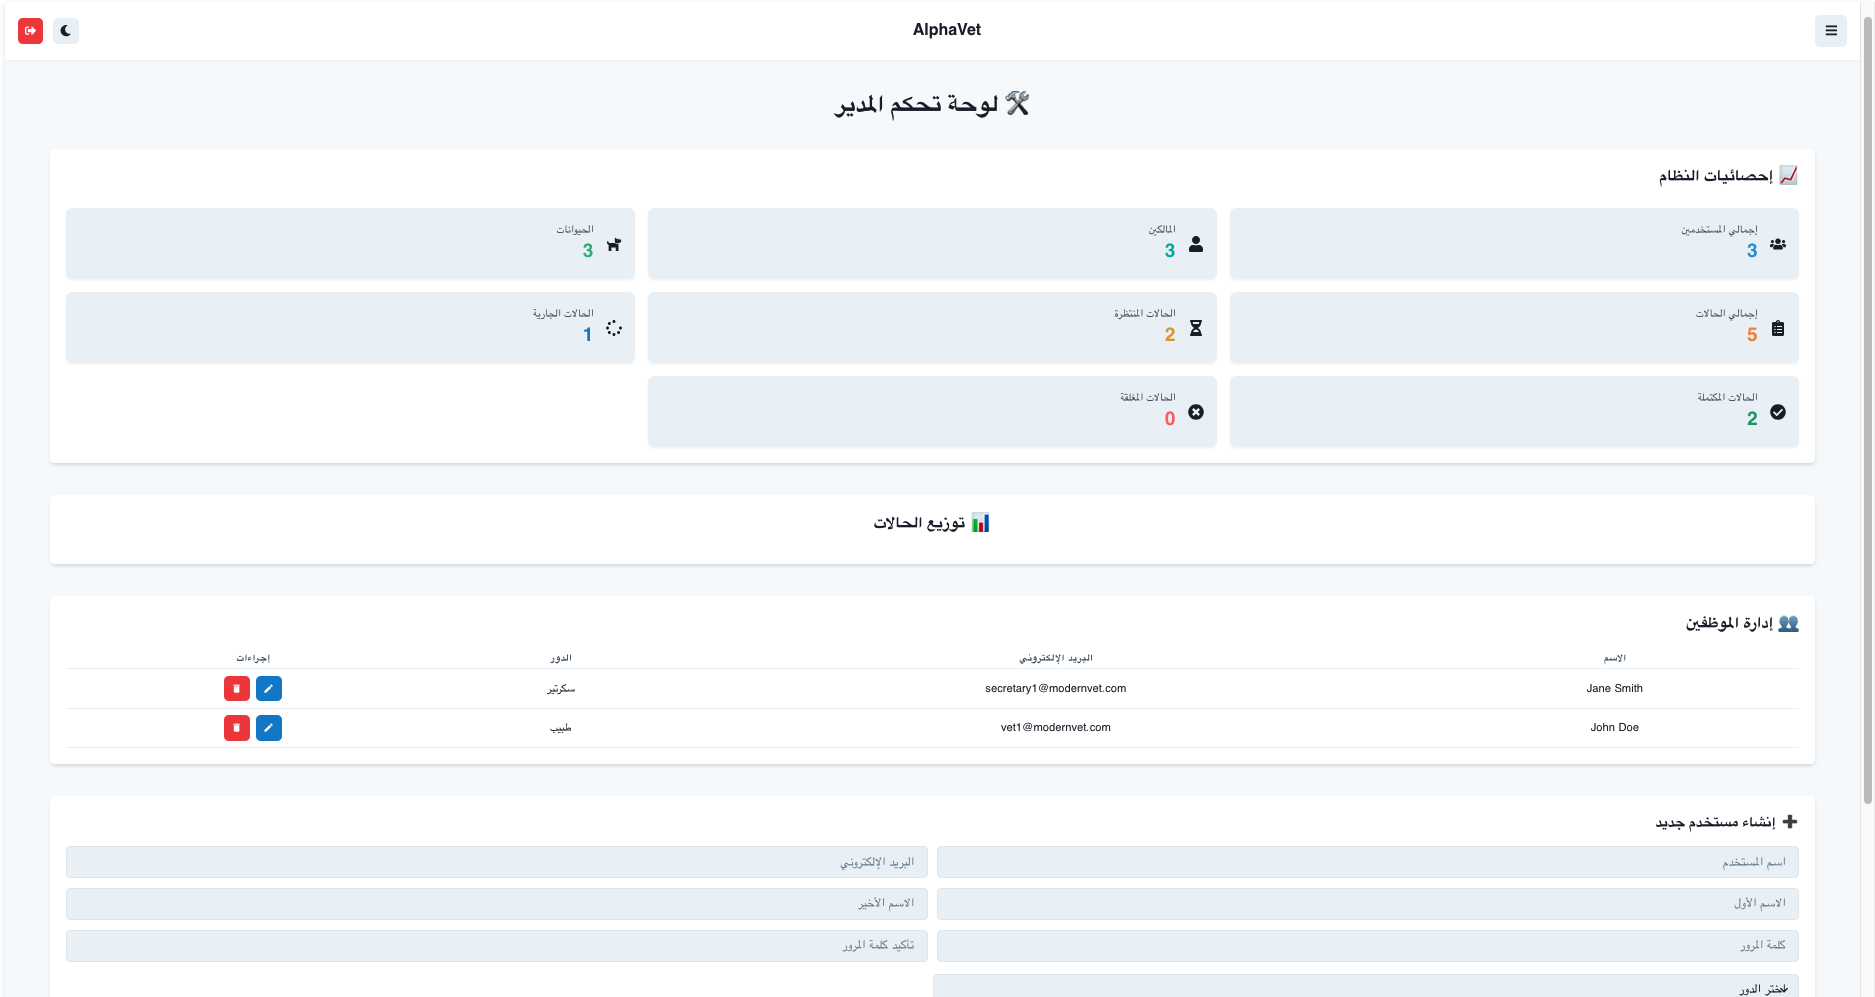 AlphaVet
لوحة تحكم المدير
إحصائيات النظام
إجمالي المستخدمين
3
المالكين
3
الحيوانات
3
إجمالي الحالات
5
الحالات المنتظرة
2
الحالات الجارية
1
الحالات المكتملة
2
الحالات المغلقة
0
توزيع الحالات
إدارة الموظفين
الاسم البريد الإلكتروني الدور إجراءات
Jane Smith secretary1@modernvet.com سكرتير
John Doe vet1@modernvet.com طبيب
إنشاء مستخدم جديد
اسم المستخدم البريد الإلكتروني
الاسم الأول الاسم الأخير
كلمة المرور تأكيد كلمة المرور
اختر الدور